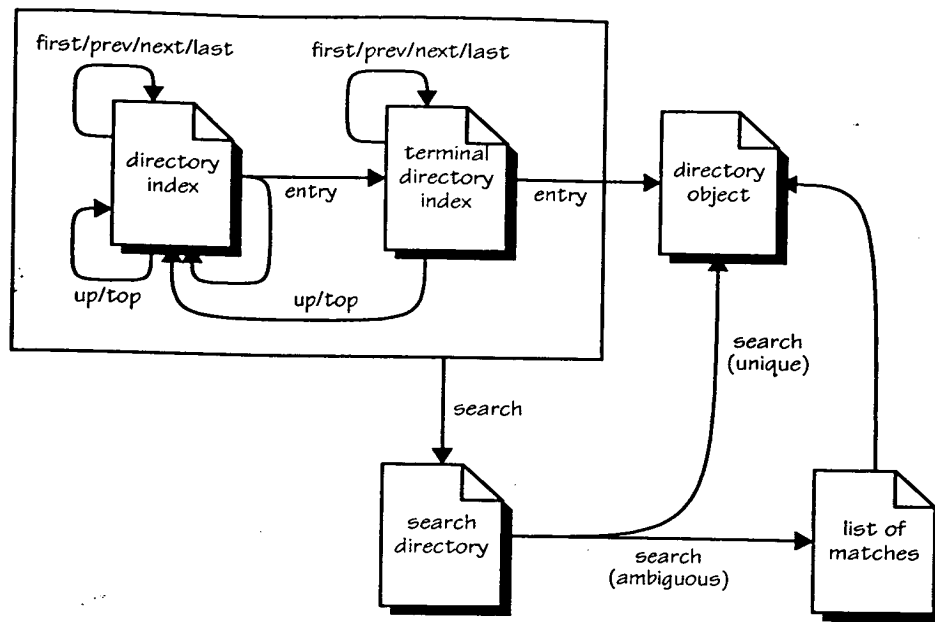 first/prev/next/last
first/prev/next/last
directory
index
terminal
directory
index
directory
object
entry
entry
up/top
up/top
search
(unique)
search
search
directory
list of
matches
search
(ambiguous)